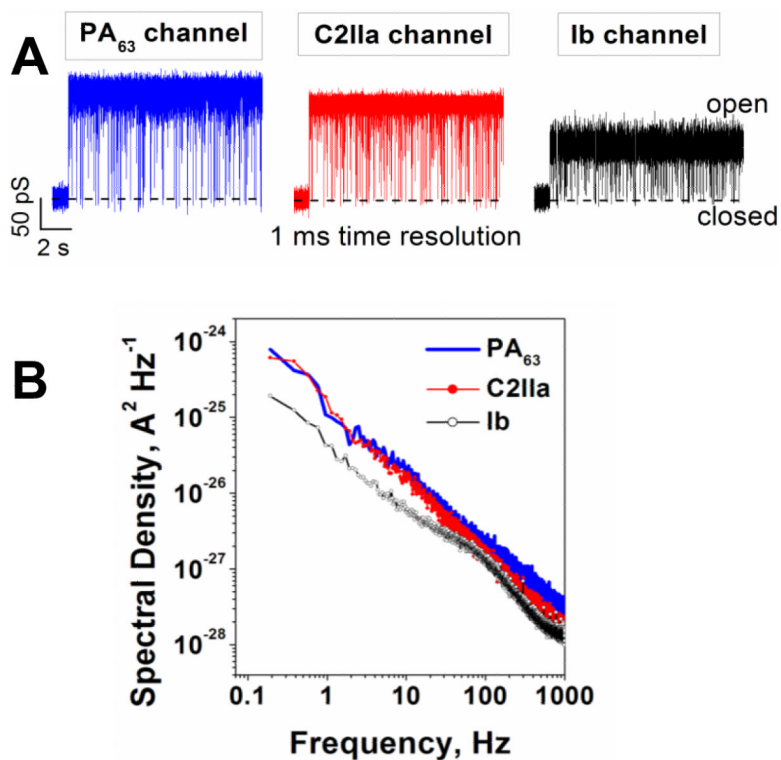 A
PA63 channel
C2IIa channel
Ib channel
open
closed
50 pS
2 s
1 ms time resolution
B
Spectral Density, A² Hz⁻¹
10⁻²⁴
10⁻²⁵
10⁻²⁶
10⁻²⁷
10⁻²⁸
PA63
C2IIa
Ib
0.1 1 10 100 1000
Frequency, Hz